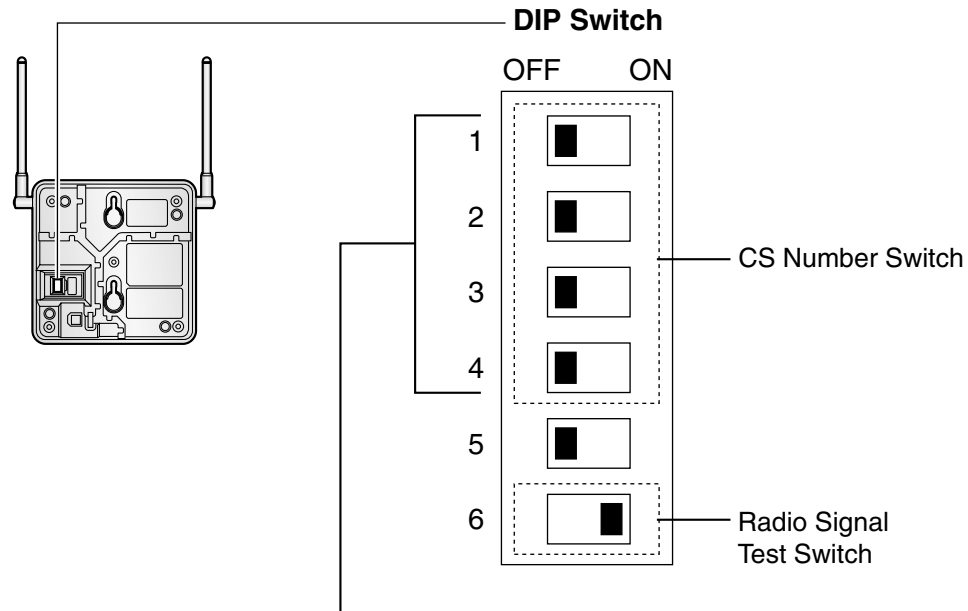 DIP Switch
OFF ON
1
2
3
4
5
6
CS Number Switch
Radio Signal
Test Switch